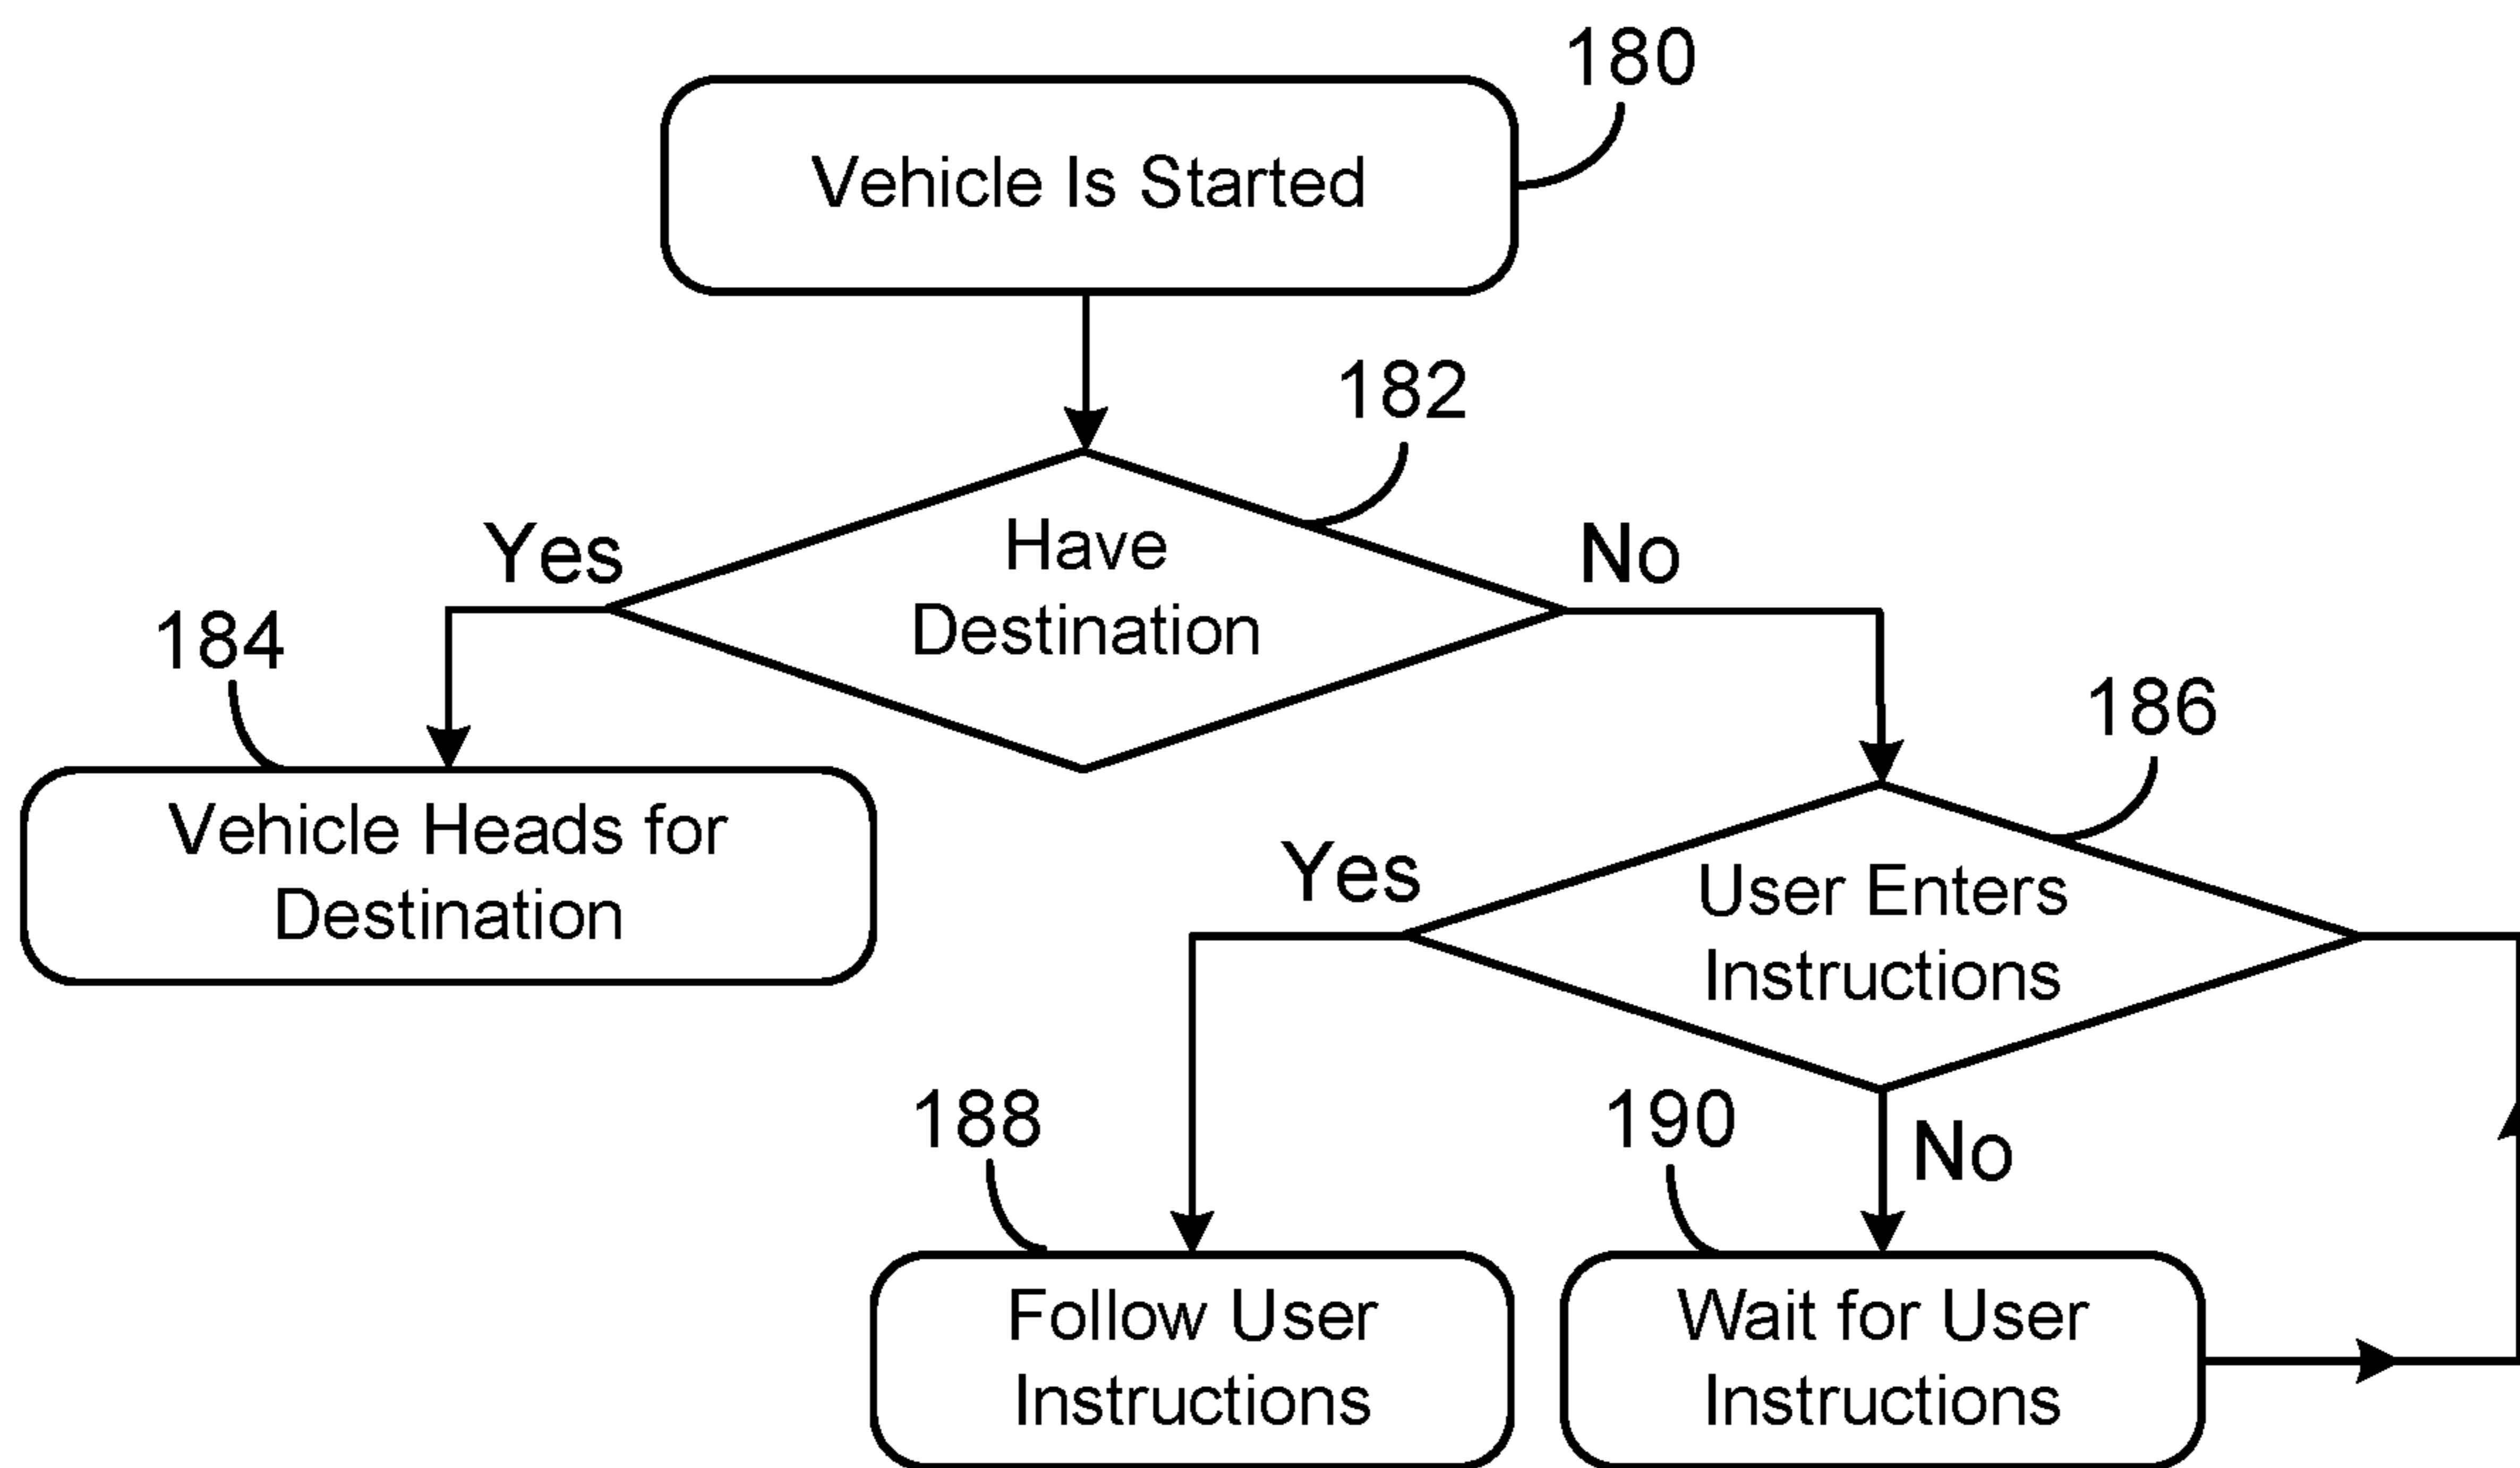 180
Vehicle Is Started
182
Have
Destination
Yes
No
184
Vehicle Heads for
Destination
186
User Enters
Instructions
Yes
No
188
Follow User
Instructions
190
Wait for User
Instructions